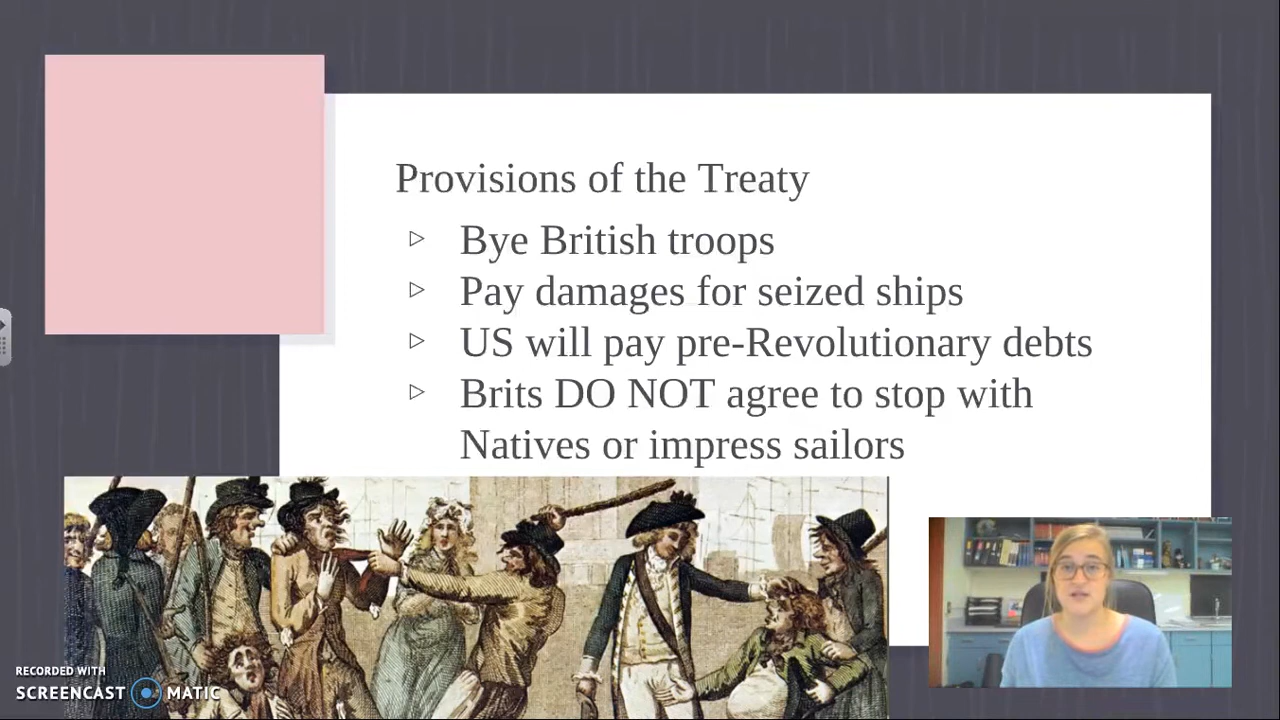 Provisions of the Treaty
Bye British troops
Pay damages for seized ships
US will pay pre-Revolutionary debts
Brits DO NOT agree to stop with
Natives or impress sailors
RECORDED WITH
SCREENCAST MATIC